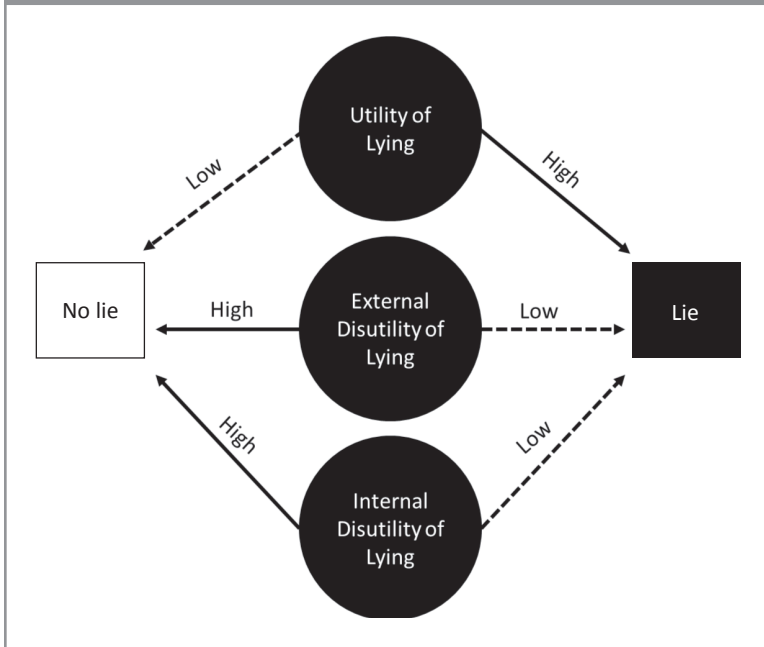 Utility of
Lying
Low
High
No lie
High
External
Disutility of
Lying
Low
Lie
High
Internal
Disutility of
Lying
Low